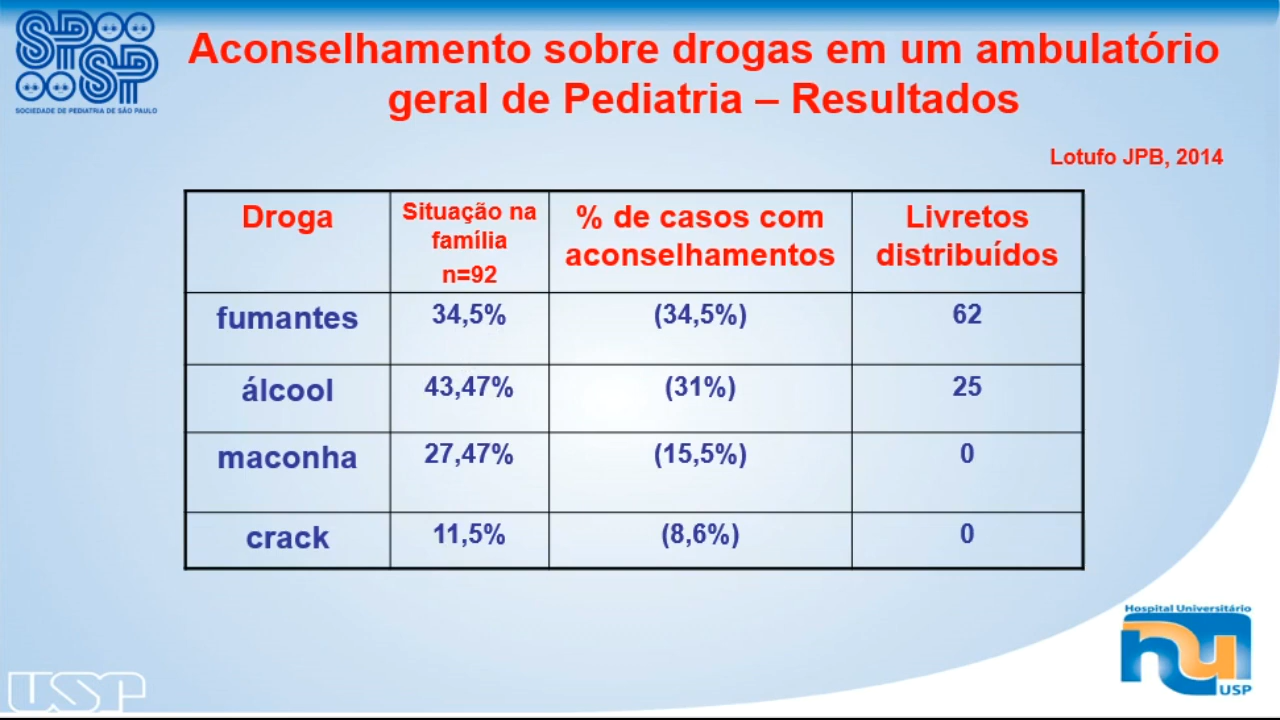 SPSP
SOCIEDADE DE PEDIATRIA DE SÃO PAULO
Aconselhamento sobre drogas em um ambulatório
geral de Pediatria – Resultados
Lotufo JPB, 2014
Droga
Situação na
família
n=92
% de casos com
aconselhamentos
Livretos
distribuídos
fumantes
34,5%
(34,5%)
62
álcool
43,47%
(31%)
25
maconha
27,47%
(15,5%)
0
crack
11,5%
(8,6%)
0
USP
Hospital Universitário
hu
USP